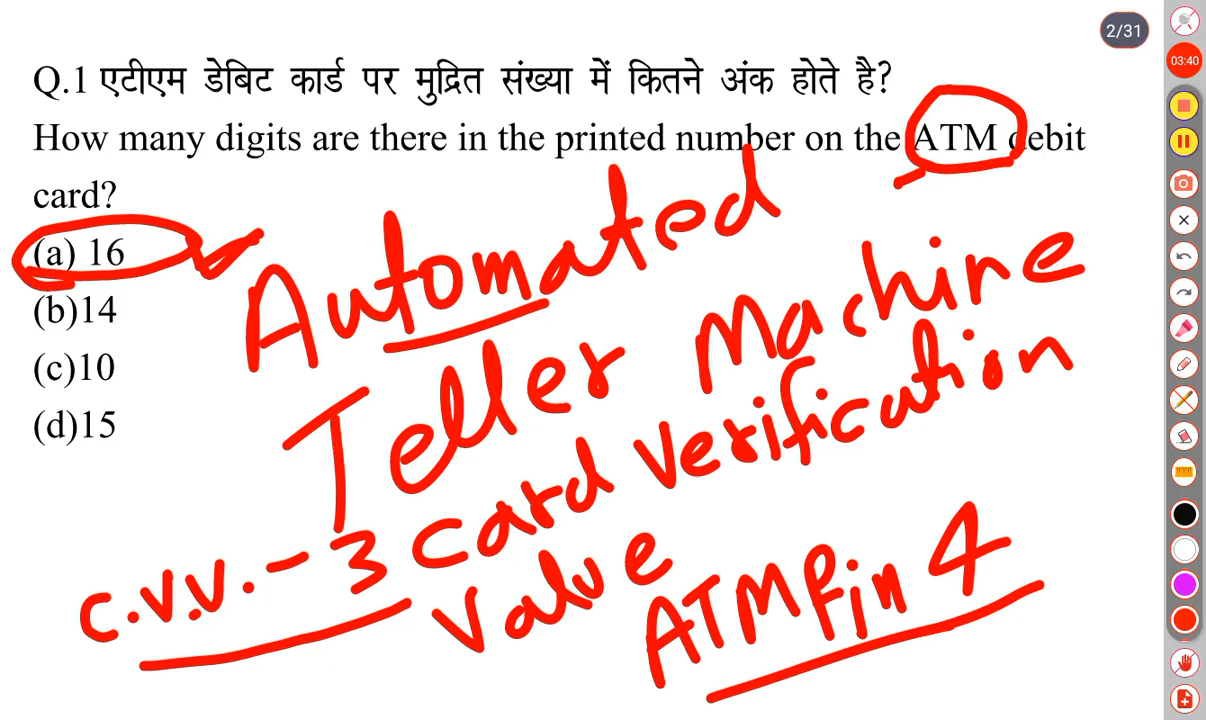 2/31
03:40
Q.1 एटीएम डेबिट कार्ड पर मुद्रित संख्या में कितने अंक होते है?
How many digits are there in the printed number on the ATM debit
card?
(a) 16
(b)14
(c)10
(d)15
Automated
Teller Machine
c.v.v. - 3 card verification
value
ATM Pin 4